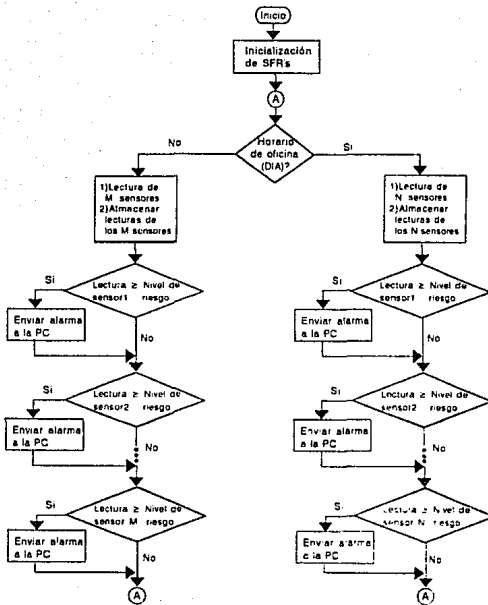 Inicio
Inicialización
de SFR's
A
Horario
de oficina
(DIA)?
No
Si
1)Lectura de
M sensores
2)Almacenar
lecturas de
los M sensores
1)Lectura de
N sensores
2)Almacenar
lecturas de
los N sensores
Si
Lectura ≥ Nivel de
sensor1 riesgo
Enviar alarma
a la PC
No
Si
Lectura ≥ Nivel de
sensor1 riesgo
Enviar alarma
a la PC
No
Si
Lectura ≥ Nivel de
sensor2 riesgo
Enviar alarma
a la PC
No
Si
Lectura ≥ Nivel de
sensor2 riesgo
Enviar alarma
a la PC
No
Si
Lectura ≥ Nivel de
sensor M riesgo
Enviar alarma
a la PC
No
A
Si
Lectura ≥ Nivel de
sensor N riesgo
Enviar alarma
a la PC
No
A